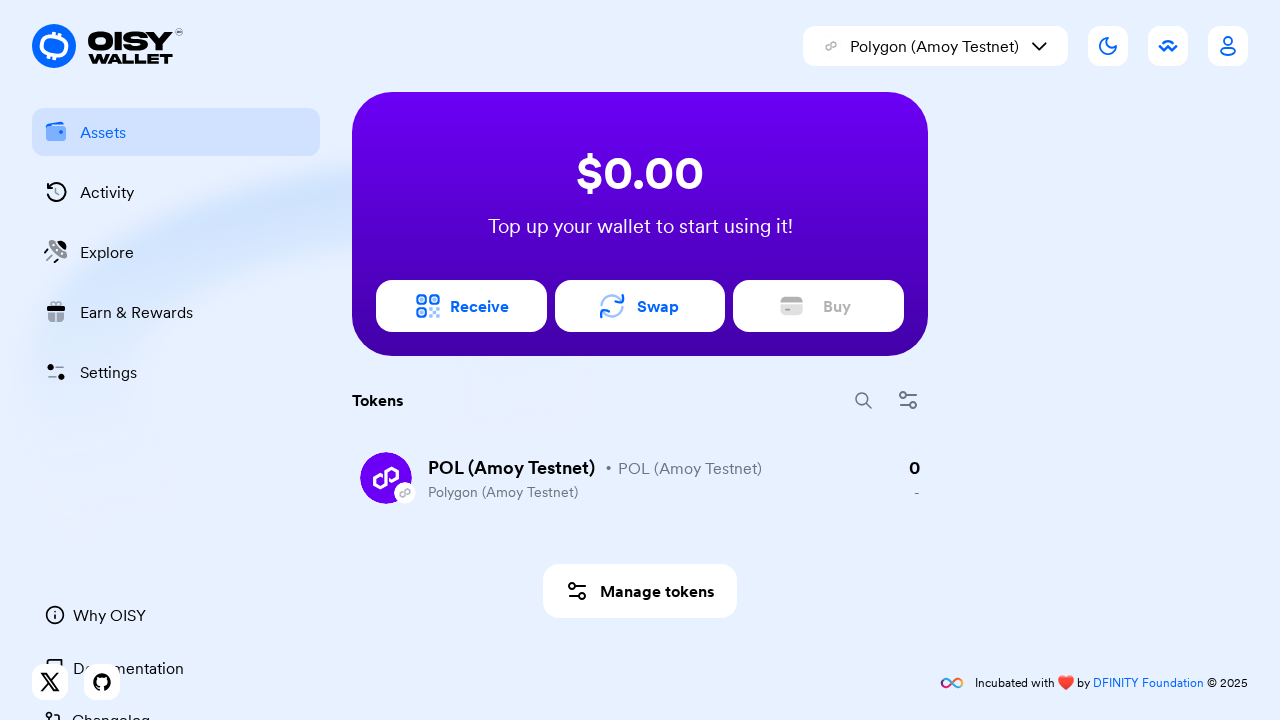 OISY
WALLET
Polygon (Amoy Testnet)
Assets
Activity
Explore
Earn & Rewards
Settings
$0.00
Top up your wallet to start using it!
Receive
Swap
Buy
Tokens
POL (Amoy Testnet) • POL (Amoy Testnet)
0
Polygon (Amoy Testnet)
-
Manage tokens
Why OISY
Documentation
Changelog
Incubated with ❤️ by DFINITY Foundation © 2025